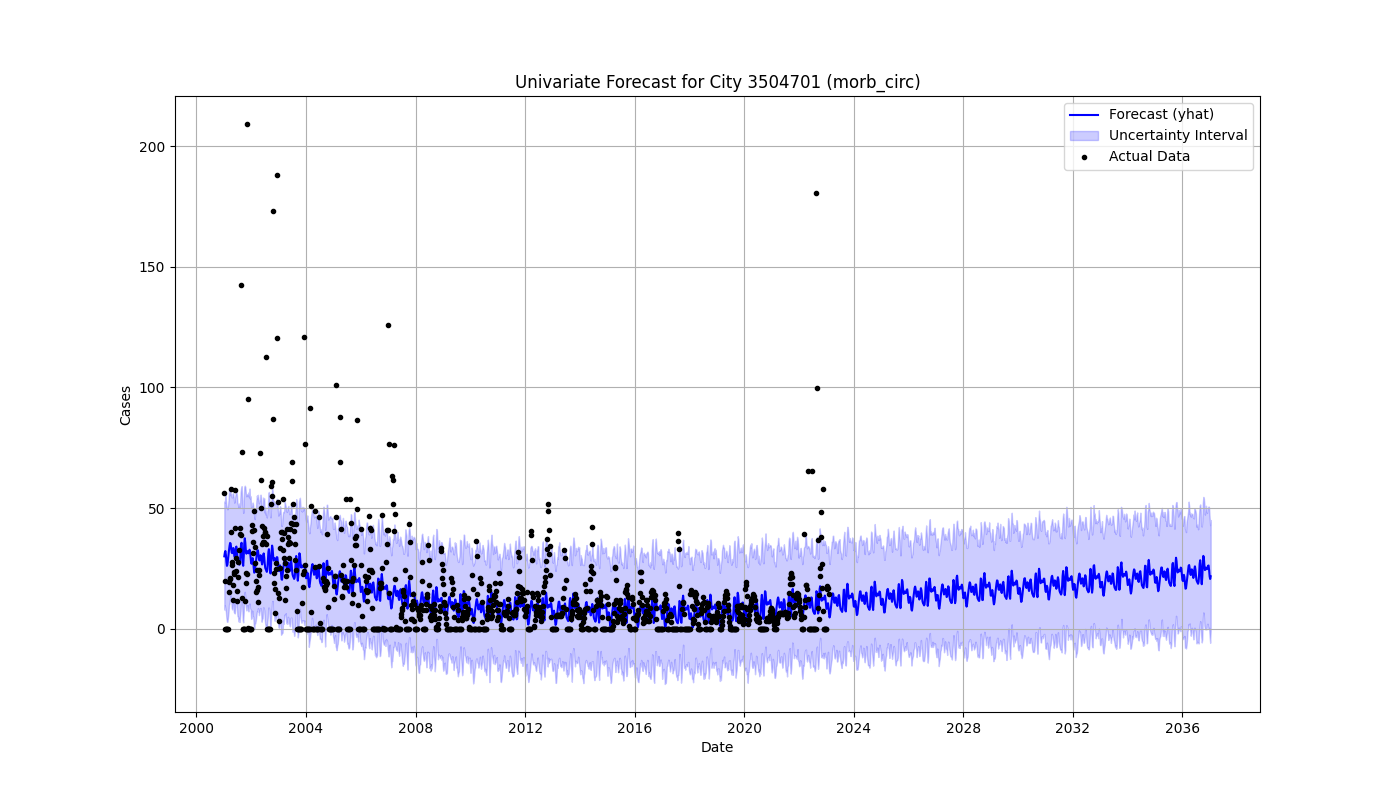 Univariate Forecast for City 3504701 (morb_circ)
Forecast (yhat)
Uncertainty Interval
Actual Data
Cases
200
150
100
50
0
2000 2004 2008 2012 2016 2020 2024 2028 2032 2036
Date